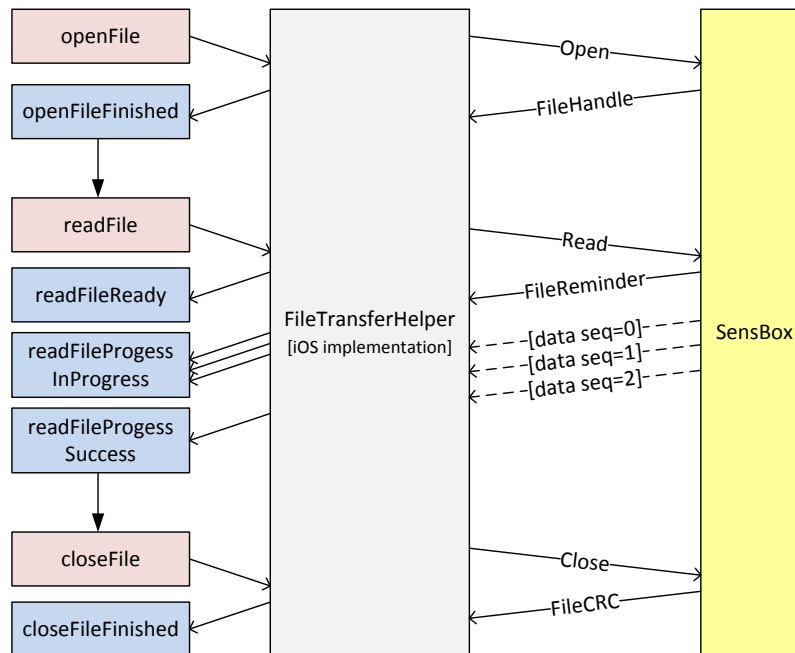 openFile
Open
openFileFinished
FileHandle
readFile
Read
readFileReady
FileReminder
FileTransferHelper
[iOS implementation]
SensBox
readFileProgess
InProgress
[data seq=0]
[data seq=1]
[data seq=2]
readFileProgess
Success
closeFile
Close
closeFileFinished
FileCRC